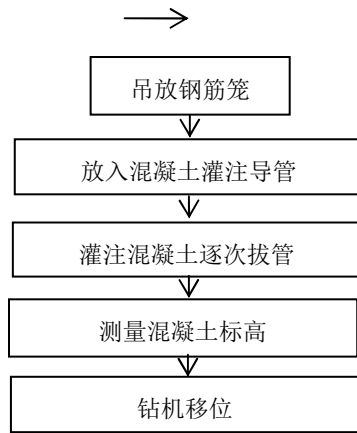 吊放钢筋笼
放入混凝土灌注导管
灌注混凝土逐次拔管
测量混凝土标高
钻机移位